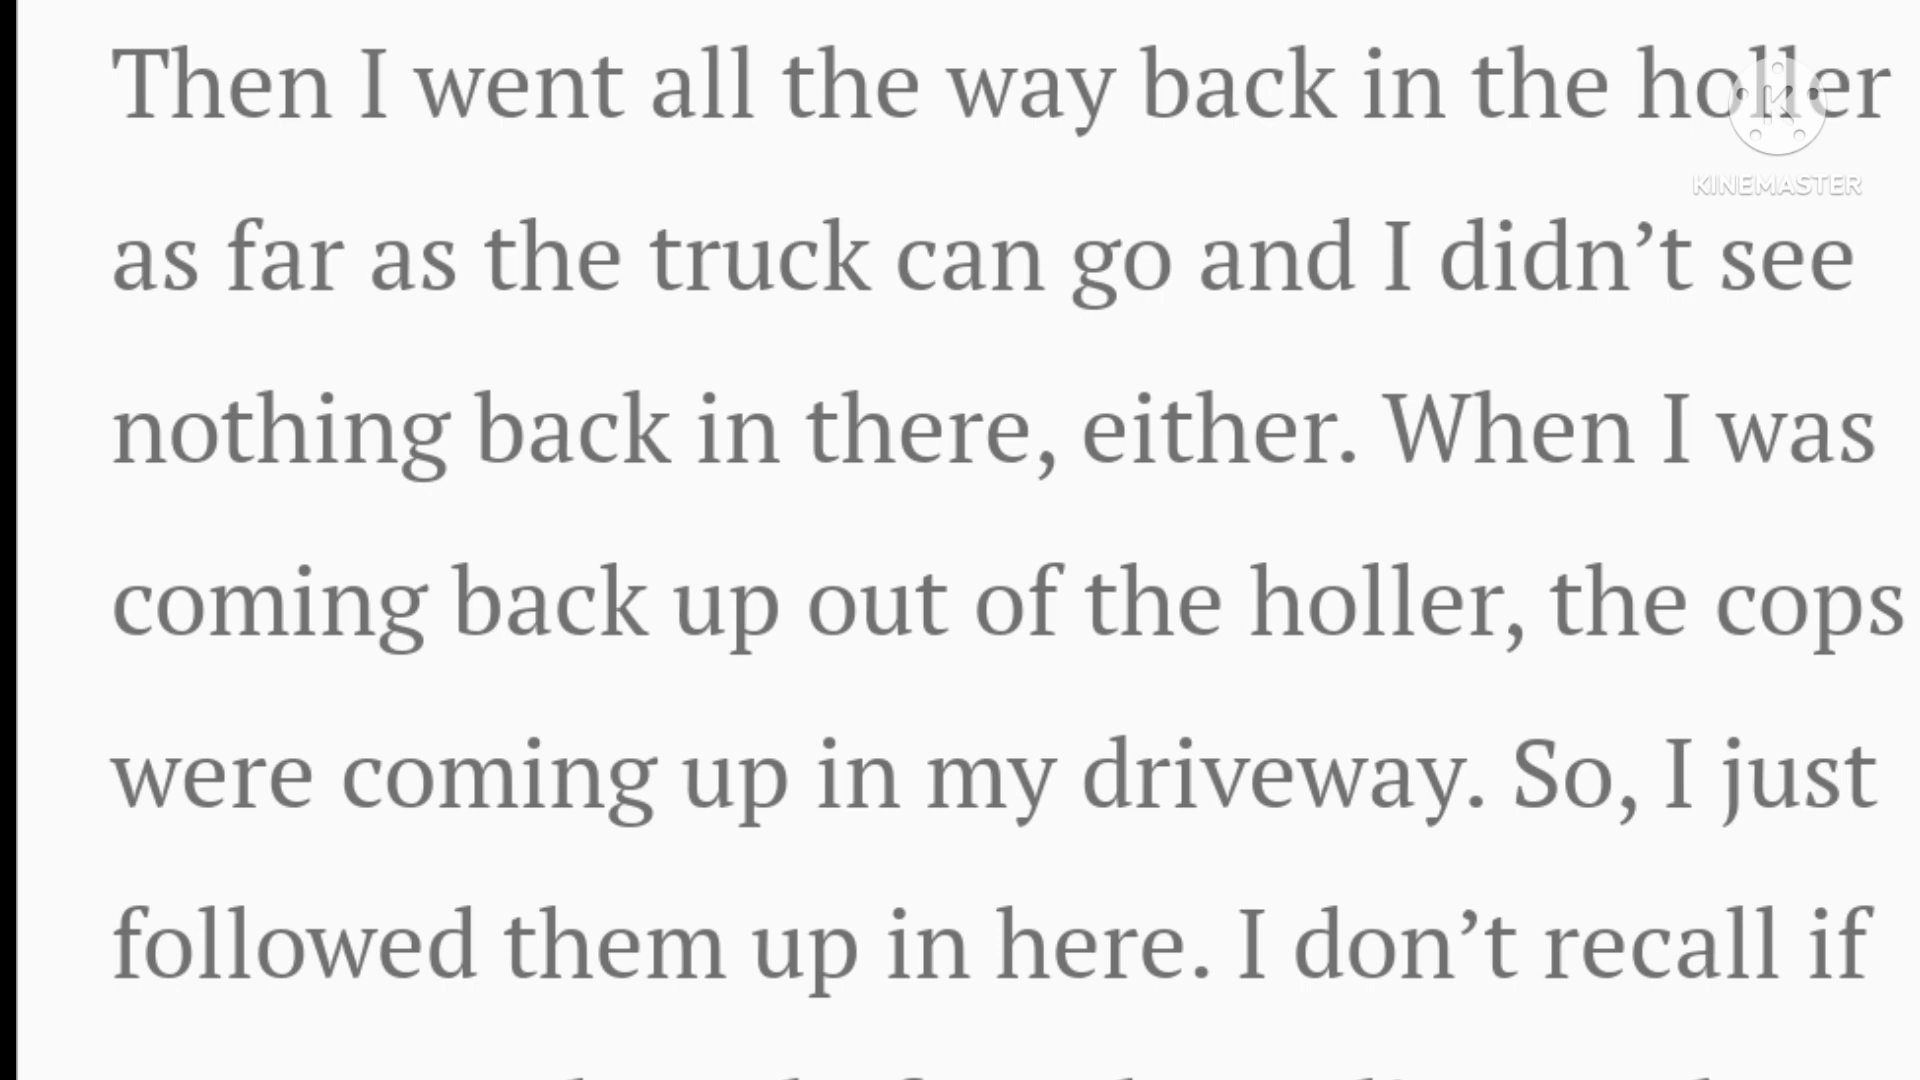 Then I went all the way back in the holler
KINEMASTER
as far as the truck can go and I didn’t see
nothing back in there, either. When I was
coming back up out of the holler, the cops
were coming up in my driveway. So, I just
followed them up in here. I don’t recall if